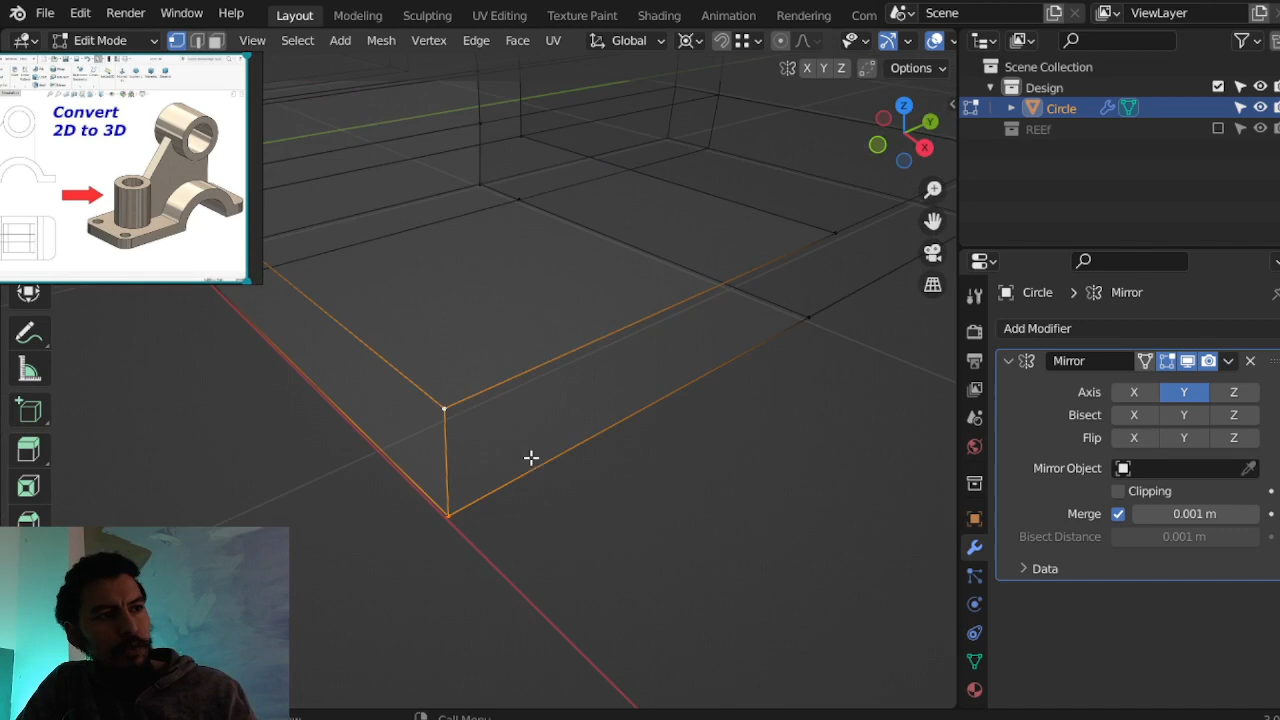 File Edit Render Window Help Layout Modeling Sculpting UV Editing Texture Paint Shading Animation Rendering Com Scene ViewLayer
Edit Mode View Select Add Mesh Vertex Edge Face UV Global
X Y Z Options
Scene Collection
Design
Circle
REEf
Convert
2D to 3D
Z
Y
X
Circle > Mirror
Add Modifier
Mirror
Axis X Y Z
Bisect X Y Z
Flip X Y Z
Mirror Object
Clipping
Merge 0.001 m
Bisect Distance 0.001 m
Data
Call Menu